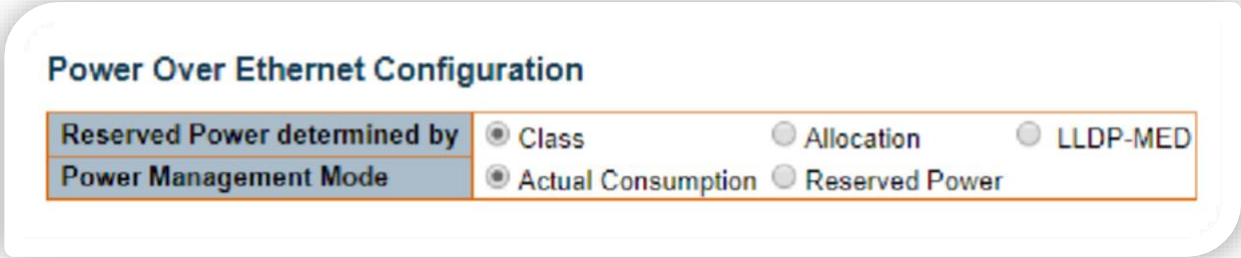 Power Over Ethernet Configuration
Reserved Power determined by Class Allocation LLDP-MED
Power Management Mode Actual Consumption Reserved Power